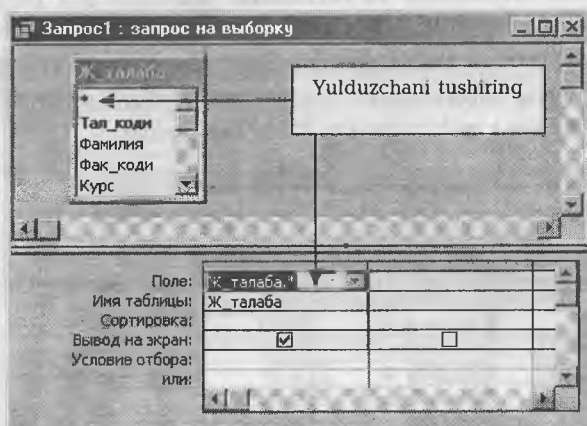 Запрос1 : запрос на выборку
Ж_талаба
Yulduzchani tushiring
*
Тал_коди
Фамилия
Фак_коди
Курс
Поле: Ж_талаба.*
Имя таблицы: Ж_талаба
Сортировка:
Вывод на экран:
Условие отбора:
или: